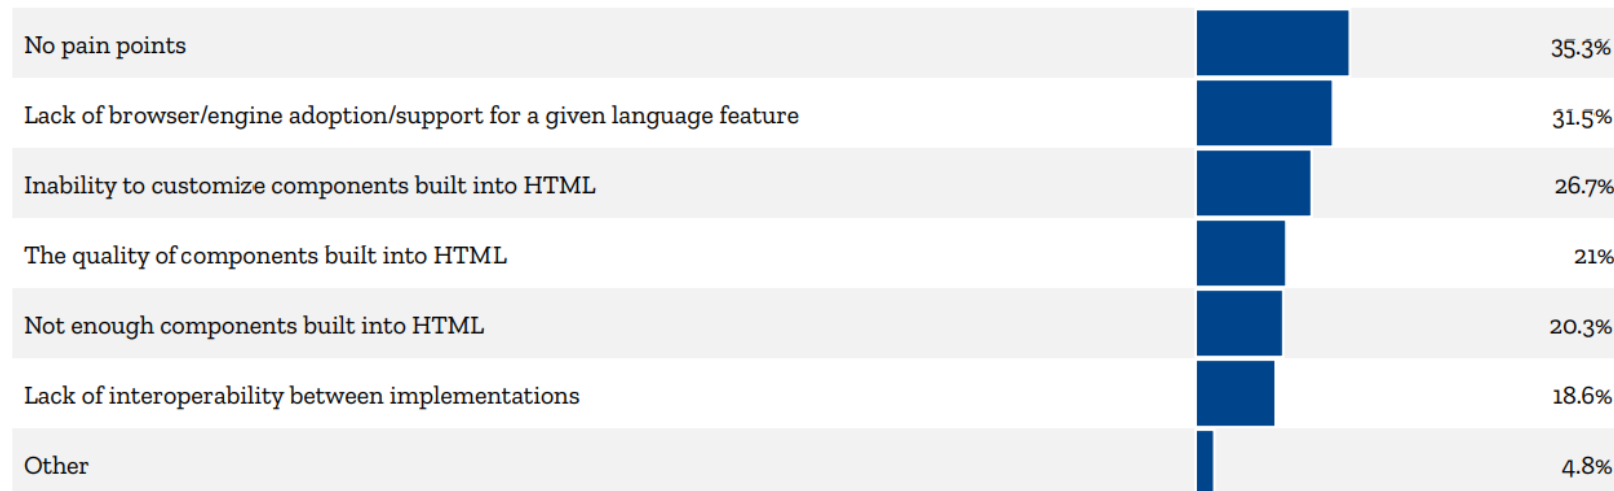 No pain points 35.3%
Lack of browser/engine adoption/support for a given language feature 31.5%
Inability to customize components built into HTML 26.7%
The quality of components built into HTML 21%
Not enough components built into HTML 20.3%
Lack of interoperability between implementations 18.6%
Other 4.8%